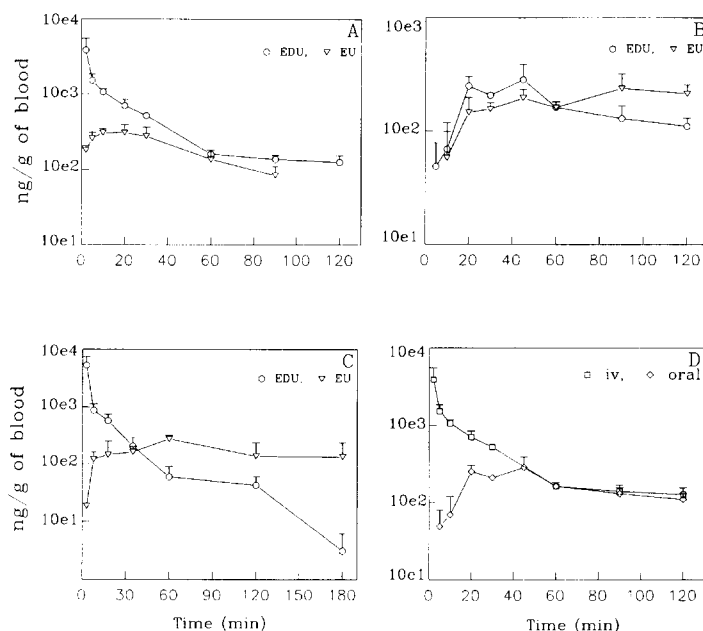 A
EDU, EU
10e4
10e3
10e2
10e1
ng/g of blood
0 20 40 60 80 100 120
B
EDU, EU
10e3
10e2
10e1
0 20 40 60 80 100 120
C
EDU. EU
10e4
10e3
10e2
10e1
ng/g of blood
0 30 60 90 120 150 180
Time (min)
D
iv, oral
10e4
10e3
10e2
10e1
0 20 40 60 80 100 120
Time (min)